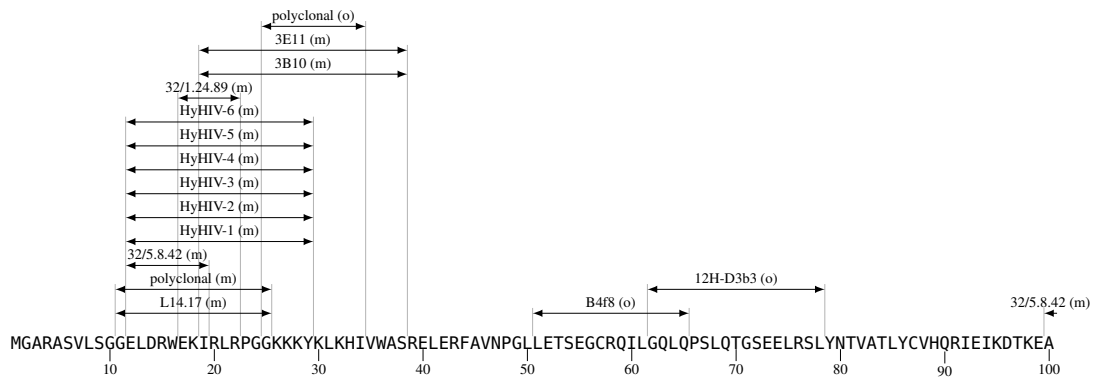 polyclonal (o)
3E11 (m)
3B10 (m)
32/1.24.89 (m)
HyHIV-6 (m)
HyHIV-5 (m)
HyHIV-4 (m)
HyHIV-3 (m)
HyHIV-2 (m)
HyHIV-1 (m)
32/5.8.42 (m)
polyclonal (m) 12H-D3b3 (o)
L14.17 (m) B4f8 (o) 32/5.8.42 (m)
MGARASVLSGGELDRWEKIRLRPGGKKKYKLKHIVWASRELERFAVNPGLLETSEGCRQILGQLQPSLQTGSEELRSLYNTVATLYCVHQRIEIKDTKEA
10 20 30 40 50 60 70 80 90 100